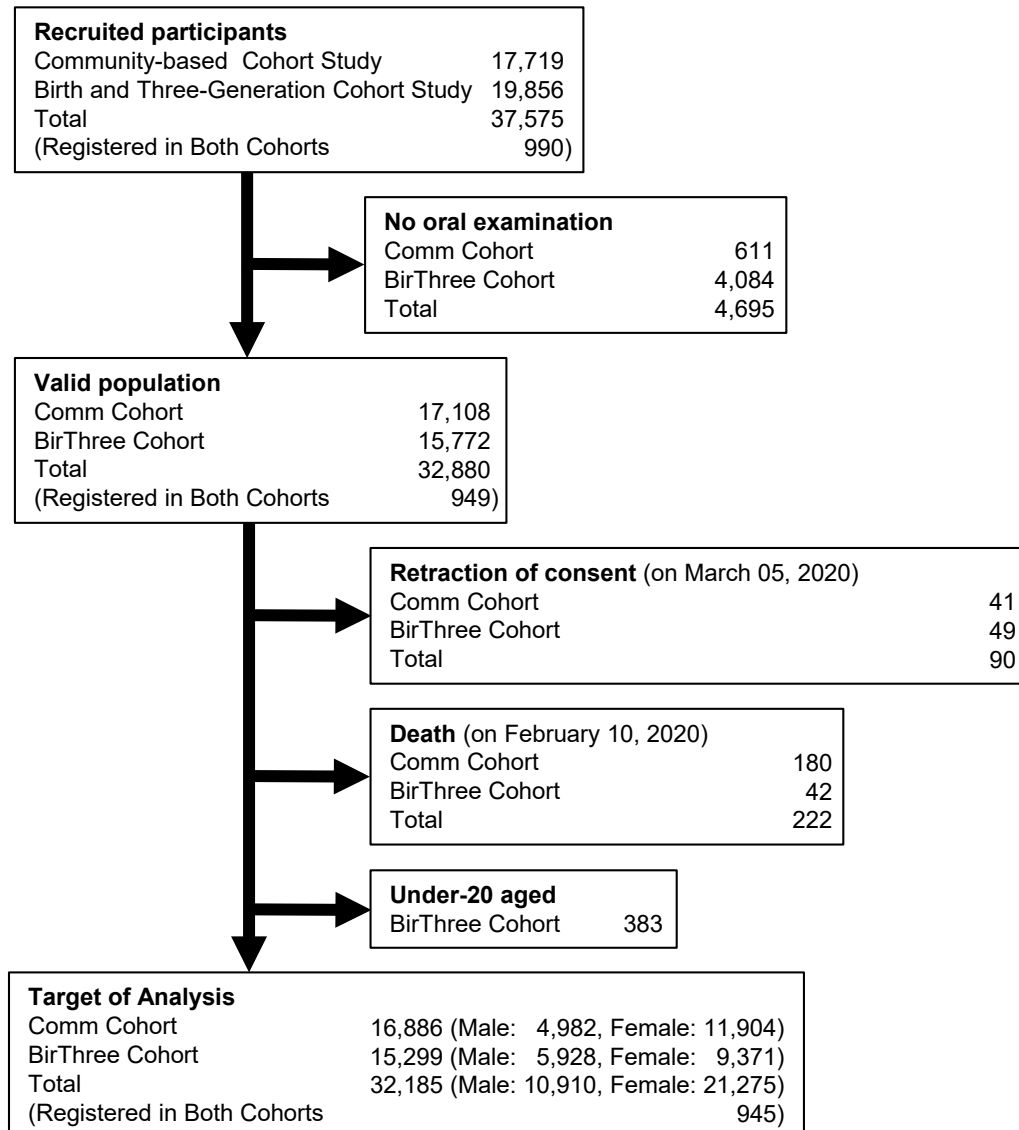 Recruited participants
Community-based Cohort Study 17,719
Birth and Three-Generation Cohort Study 19,856
Total 37,575
(Registered in Both Cohorts 990)
No oral examination
Comm Cohort 611
BirThree Cohort 4,084
Total 4,695
Valid population
Comm Cohort 17,108
BirThree Cohort 15,772
Total 32,880
(Registered in Both Cohorts 949)
Retraction of consent (on March 05, 2020)
Comm Cohort 41
BirThree Cohort 49
Total 90
Death (on February 10, 2020)
Comm Cohort 180
BirThree Cohort 42
Total 222
Under-20 aged
BirThree Cohort 383
Target of Analysis
Comm Cohort 16,886 (Male: 4,982, Female: 11,904)
BirThree Cohort 15,299 (Male: 5,928, Female: 9,371)
Total 32,185 (Male: 10,910, Female: 21,275)
(Registered in Both Cohorts 945)